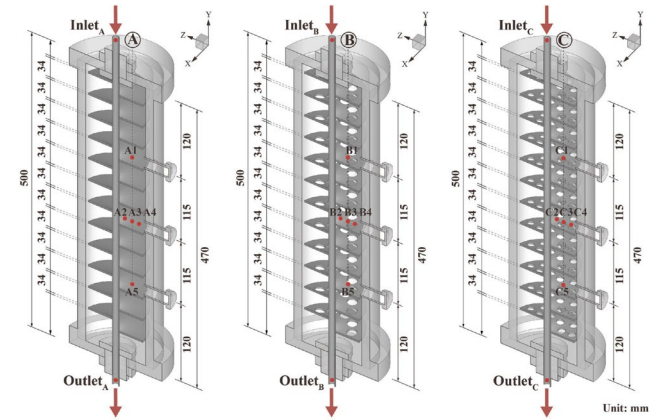 Inlet_A
A
Y
Z
X
34
34
34
34
34
34
34
34
34
34
34
500
A1
A2 A3 A4
A5
120
115
115
120
470
Outlet_A
Inlet_B
B
Y
Z
X
34
34
34
34
34
34
34
34
34
34
34
500
B1
B2 B3 B4
B5
120
115
115
120
470
Outlet_B
Inlet_C
C
Y
Z
X
34
34
34
34
34
34
34
34
34
34
34
500
C1
C2 C3 C4
C5
120
115
115
120
470
Outlet_C
Unit: mm